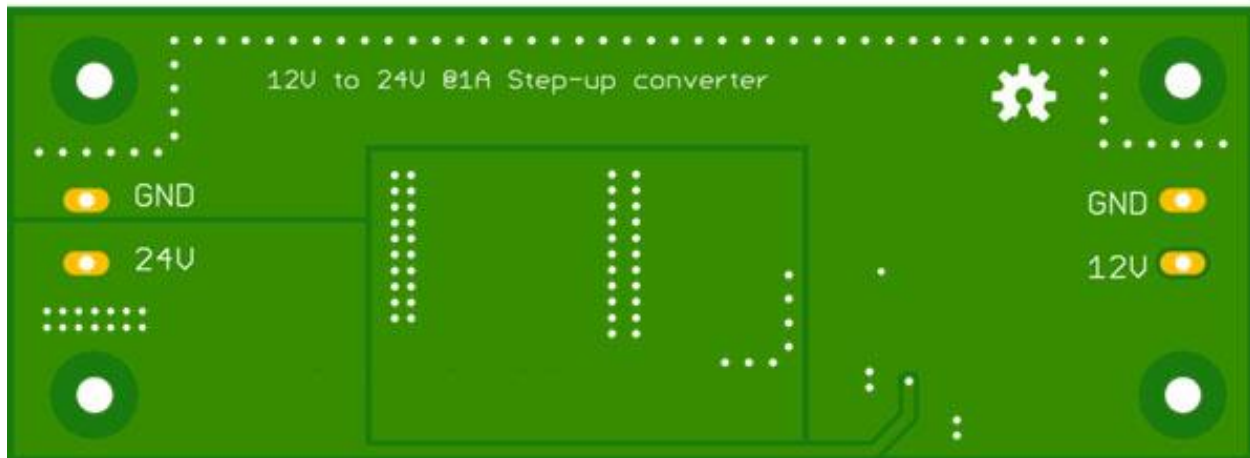 12V to 24V @1A Step-up converter
GND
GND
24V
12V